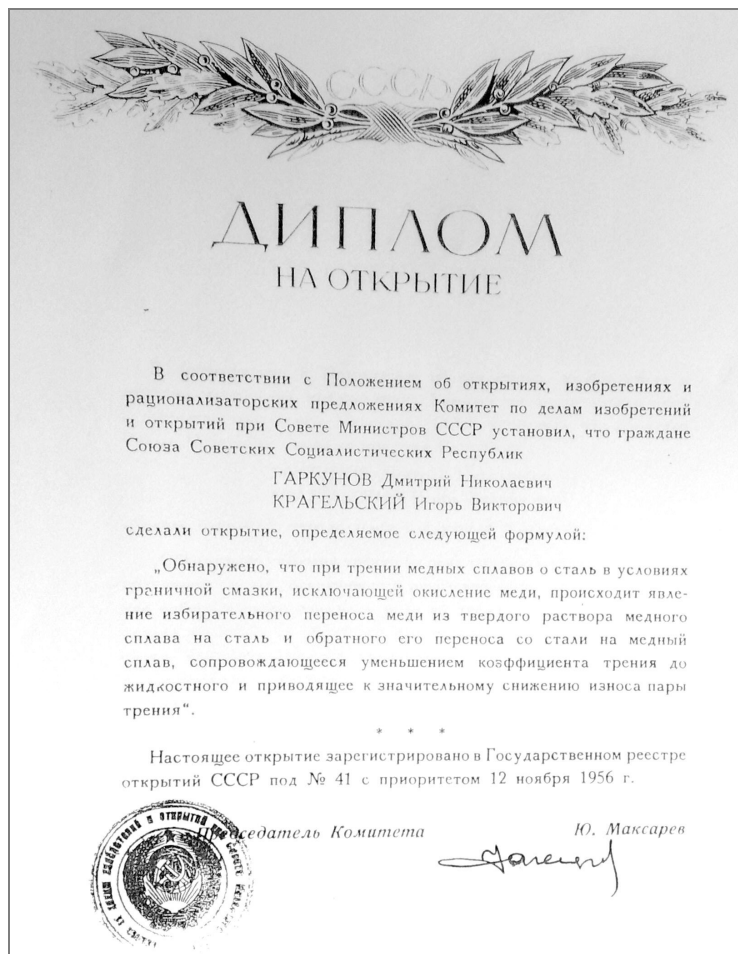 СССР
ДИПЛОМ
НА ОТКРЫТИЕ
В соответствии с Положением об открытиях, изобретениях и
рационализаторских предложениях Комитет по делам изобретений
и открытий при Совете Министров СССР установил, что граждане
Союза Советских Социалистических Республик
ГАРКУНОВ Дмитрий Николаевич
КРАГЕЛЬСКИЙ Игорь Викторович
сделали открытие, определяемое следующей формулой:
„Обнаружено, что при трении медных сплавов о сталь в условиях
граничной смазки, исключающей окисление меди, происходит явле-
ние избирательного переноса меди из твердого раствора медного
сплава на сталь и обратного его переноса со стали на медный
сплав, сопровождающееся уменьшением коэффициента трения до
жидкостного и приводящее к значительному снижению износа пары
трения“.
* * *
Настоящее открытие зарегистрировано в Государственном реестре
открытий СССР под № 41 с приоритетом 12 ноября 1956 г.
Председатель Комитета Ю. Максарев